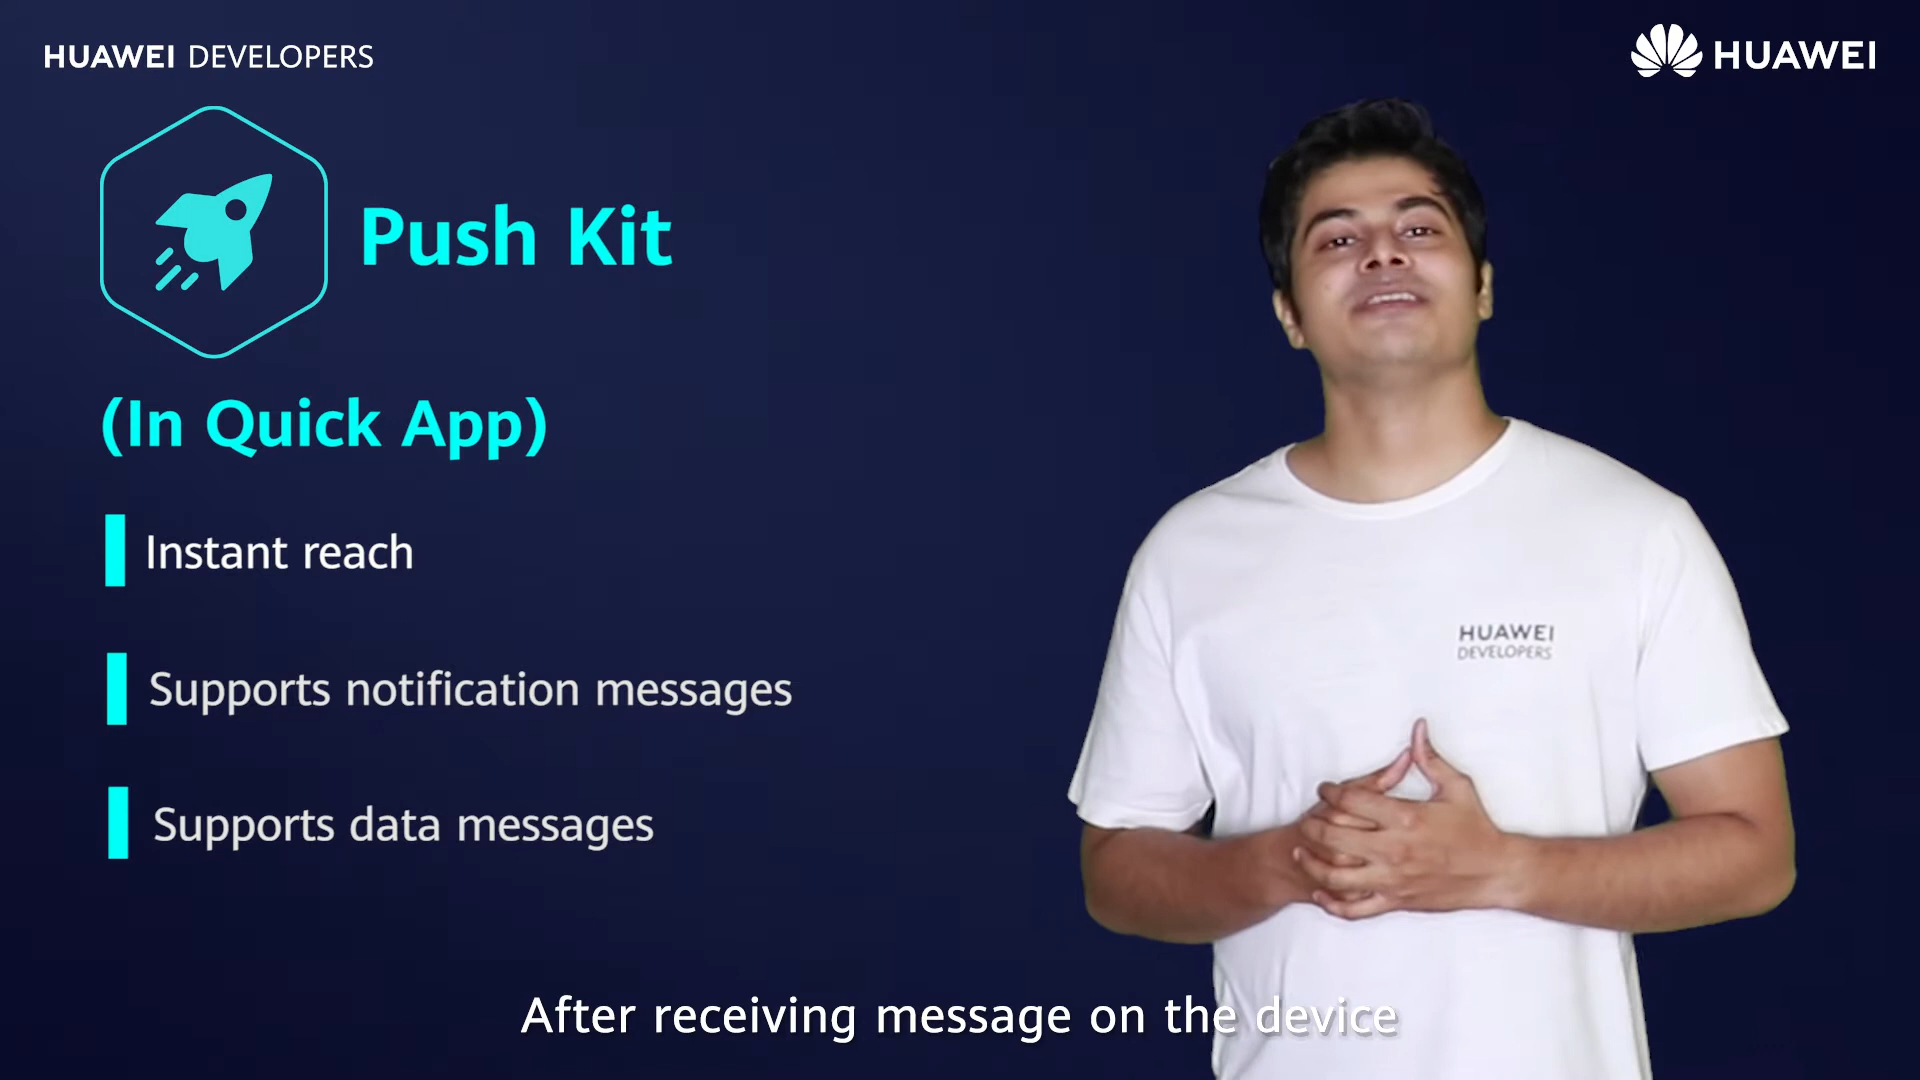 HUAWEI DEVELOPERS
HUAWEI
Push Kit
(In Quick App)
Instant reach
Supports notification messages
Supports data messages
HUAWEI
DEVELOPERS
After receiving message on the device